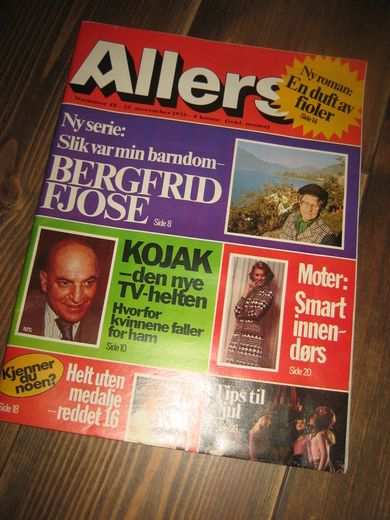 Allers
Nummer 48 - 25. november 1975 - 4 krone (inkl. moms)
Ny roman:
En duft av
fioler
Side 14
Ny serie:
Slik var min barndom–
BERGFRID
FJOSE
Side 8
NPS
KOJAK
–den nye
TV-helten
Hvorfor
kvinnene faller
for ham
Side 10
Moter:
Smart
innen-
dørs
Side 20
Kjenner
du
noen?
Side 18
Helt uten
medalje
–reddet 16
Tips til
jul